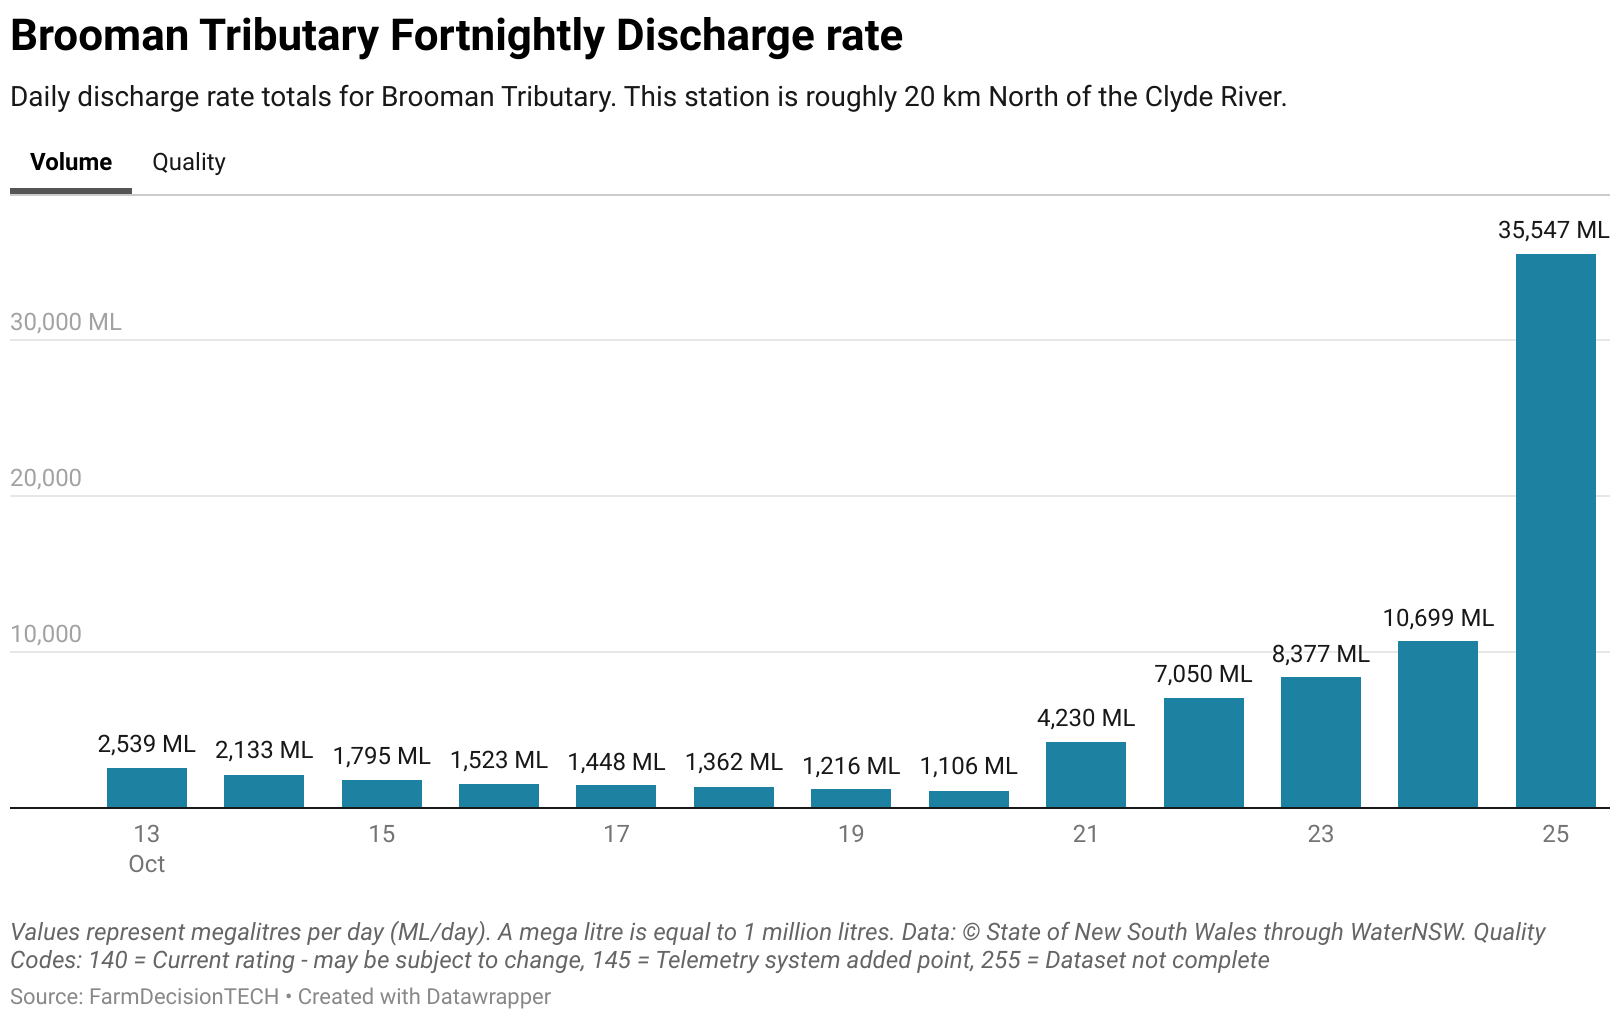 Brooman Tributary Fortnightly Discharge rate
Daily discharge rate totals for Brooman Tributary. This station is roughly 20 km North of the Clyde River.
Volume Quality
35,547 ML
30,000 ML
20,000
10,699 ML
10,000
8,377 ML
7,050 ML
4,230 ML
2,539 ML 2,133 ML 1,795 ML 1,523 ML 1,448 ML 1,362 ML 1,216 ML 1,106 ML
13 15 17 19 21 23 25
Oct
Values represent megalitres per day (ML/day). A mega litre is equal to 1 million litres. Data: © State of New South Wales through WaterNSW. Quality
Codes: 140 = Current rating - may be subject to change, 145 = Telemetry system added point, 255 = Dataset not complete
Source: FarmDecisionTECH • Created with Datawrapper